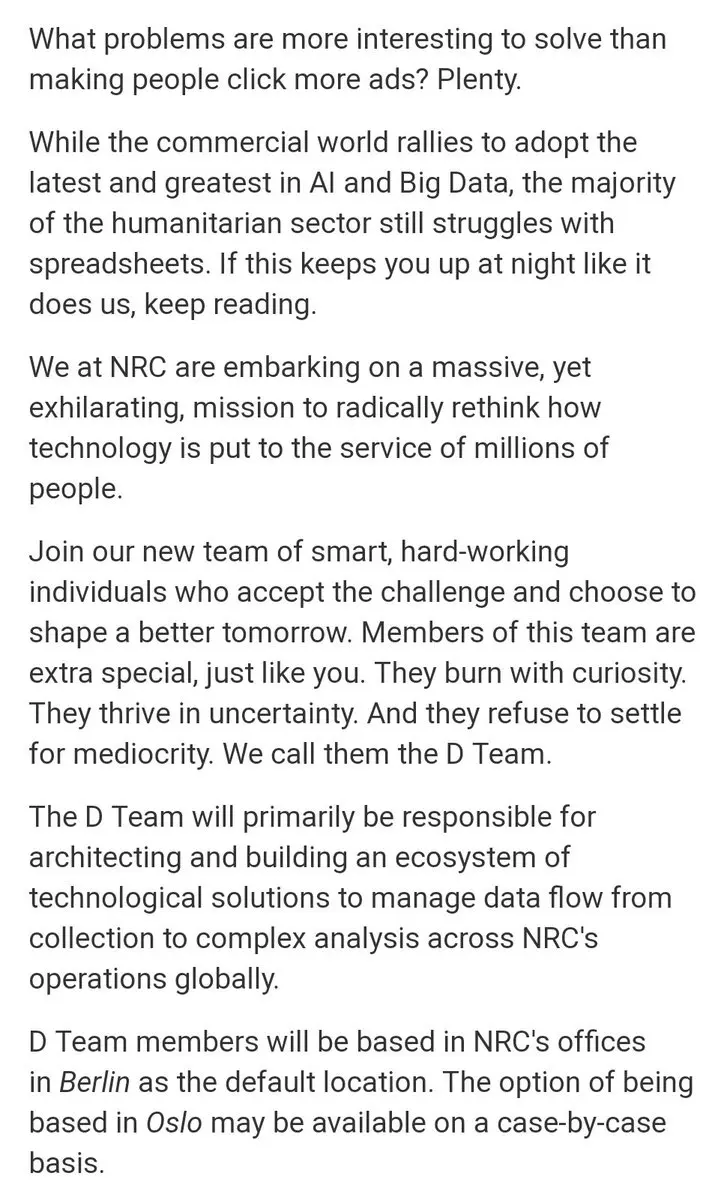 What problems are more interesting to solve than
making people click more ads? Plenty.
While the commercial world rallies to adopt the
latest and greatest in AI and Big Data, the majority
of the humanitarian sector still struggles with
spreadsheets. If this keeps you up at night like it
does us, keep reading.
We at NRC are embarking on a massive, yet
exhilarating, mission to radically rethink how
technology is put to the service of millions of
people.
Join our new team of smart, hard-working
individuals who accept the challenge and choose to
shape a better tomorrow. Members of this team are
extra special, just like you. They burn with curiosity.
They thrive in uncertainty. And they refuse to settle
for mediocrity. We call them the D Team.
The D Team will primarily be responsible for
architecting and building an ecosystem of
technological solutions to manage data flow from
collection to complex analysis across NRC's
operations globally.
D Team members will be based in NRC's offices
in Berlin as the default location. The option of being
based in Oslo may be available on a case-by-case
basis.